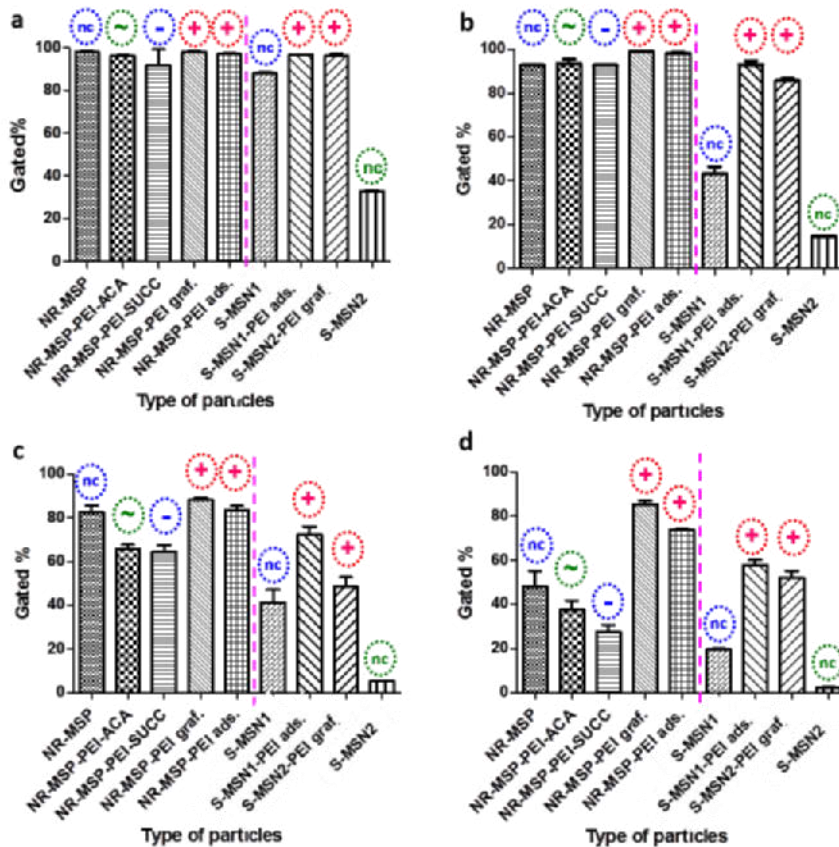 a
nc ~ - + + nc + + nc
100
80
60
40
20
0
Gated%
NR-MSP
NR-MSP-PEI-ACA
NR-MSP-PEI-SUCC
NR-MSP-PEI graf.
NR-MSP-PEI ads.
S-MSN1
S-MSN1-PEI ads.
S-MSN2-PEI graf.
S-MSN2
Type of particles
b
nc ~ - + + nc + + nc
100
80
60
40
20
0
Gated %
NR-MSP
NR-MSP-PEI-ACA
NR-MSP-PEI-SUCC
NR-MSP-PEI graf.
NR-MSP-PEI ads.
S-MSN1
S-MSN1-PEI ads.
S-MSN2-PEI graf
S-MSN2
Type of particles
c
nc ~ - + + nc + + nc
100
80
60
40
20
0
Gated %
NR-MSP
NR-MSP-PEI-ACA
NR-MSP-PEI-SUCC
NR-MSP-PEI graf.
NR-MSP-PEI ads.
S-MSN1
S-MSN1-PEI ads.
S-MSN2-PEI graf
S-MSN2
Type of particles
d
nc ~ - + + nc + + nc
100
80
60
40
20
0
Gated %
NR-MSP
NR-MSP-PEI-ACA
NR-MSP-PEI-SUCC
NR-MSP-PEI graf.
NR-MSP-PEI ads.
S-MSN1
S-MSN1-PEI ads.
S-MSN2-PEI graf
S-MSN2
Type of particles